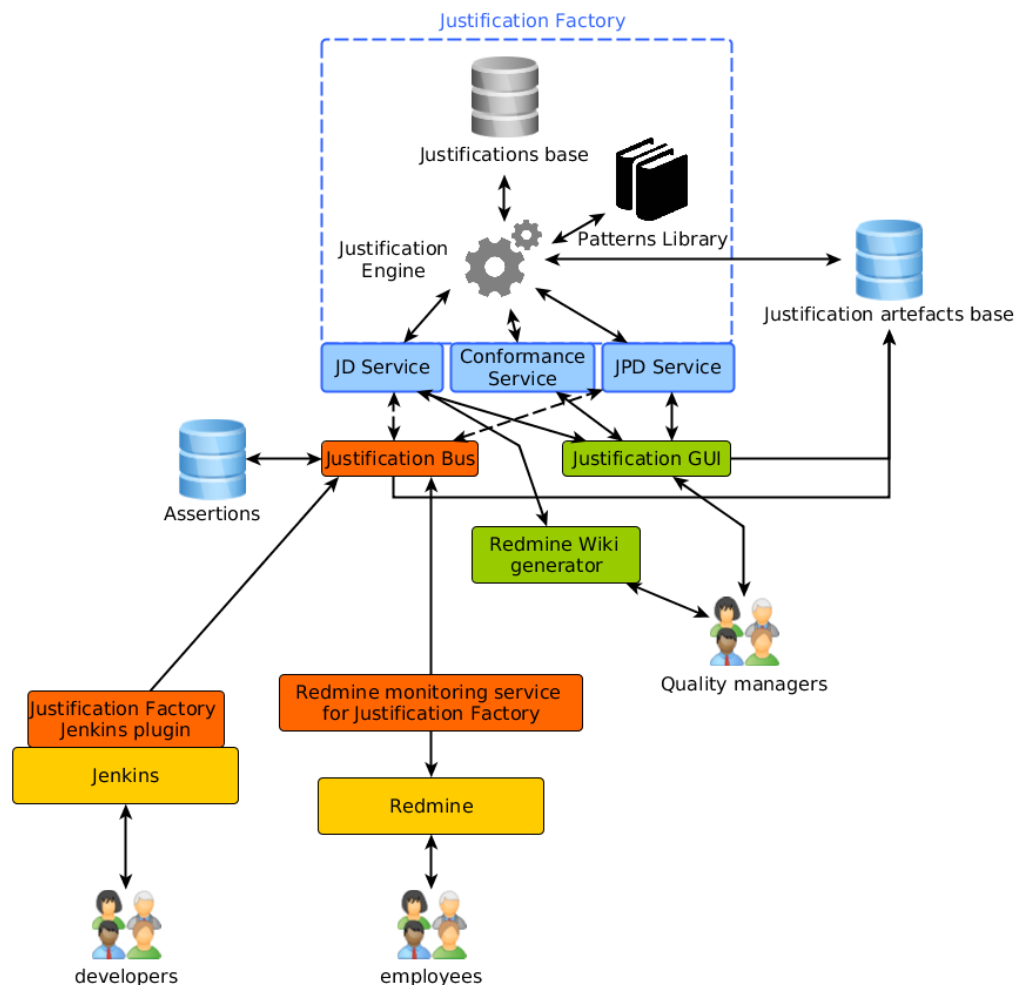 Justification Factory
Justifications base
Patterns Library
Justification
Engine
Justification artefacts base
JD Service
Conformance
Service
JPD Service
Justification Bus
Justification GUI
Assertions
Redmine Wiki
generator
Quality managers
Redmine monitoring service
for Justification Factory
Justification Factory
Jenkins plugin
Jenkins
Redmine
developers
employees